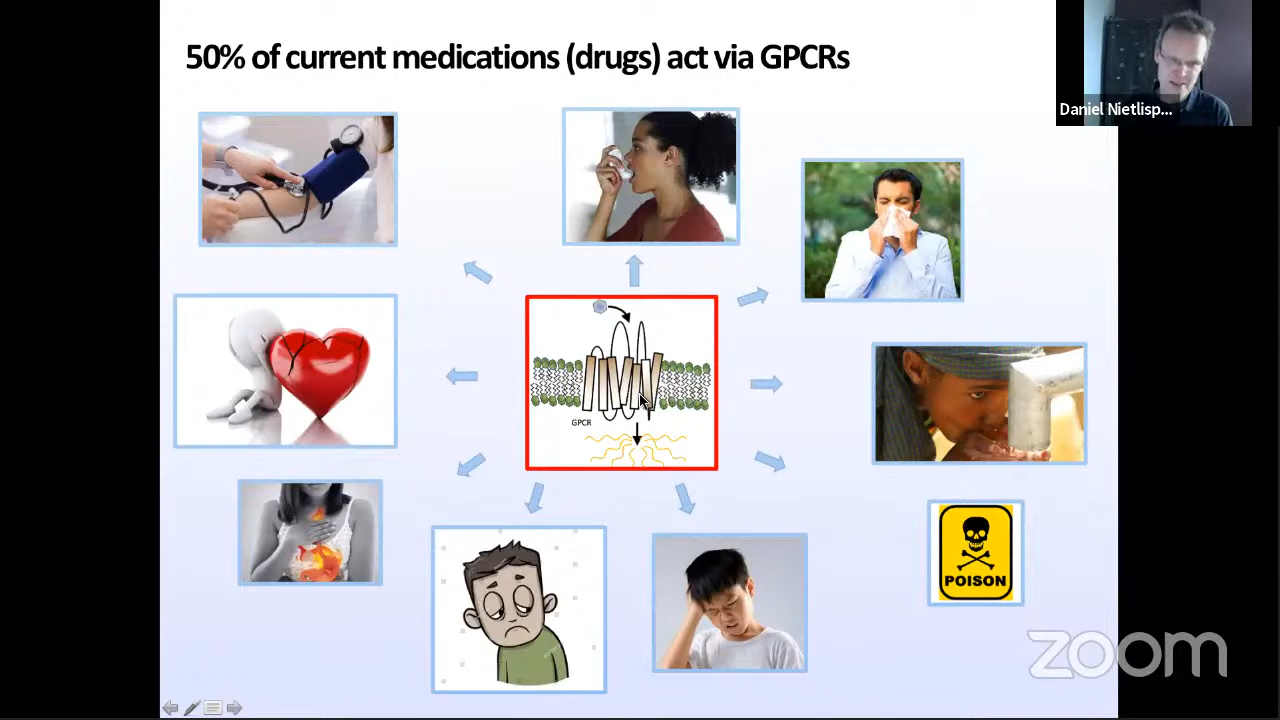 50% of current medications (drugs) act via GPCRs
Daniel Nietlisp...
GPCR
POISON
zoom